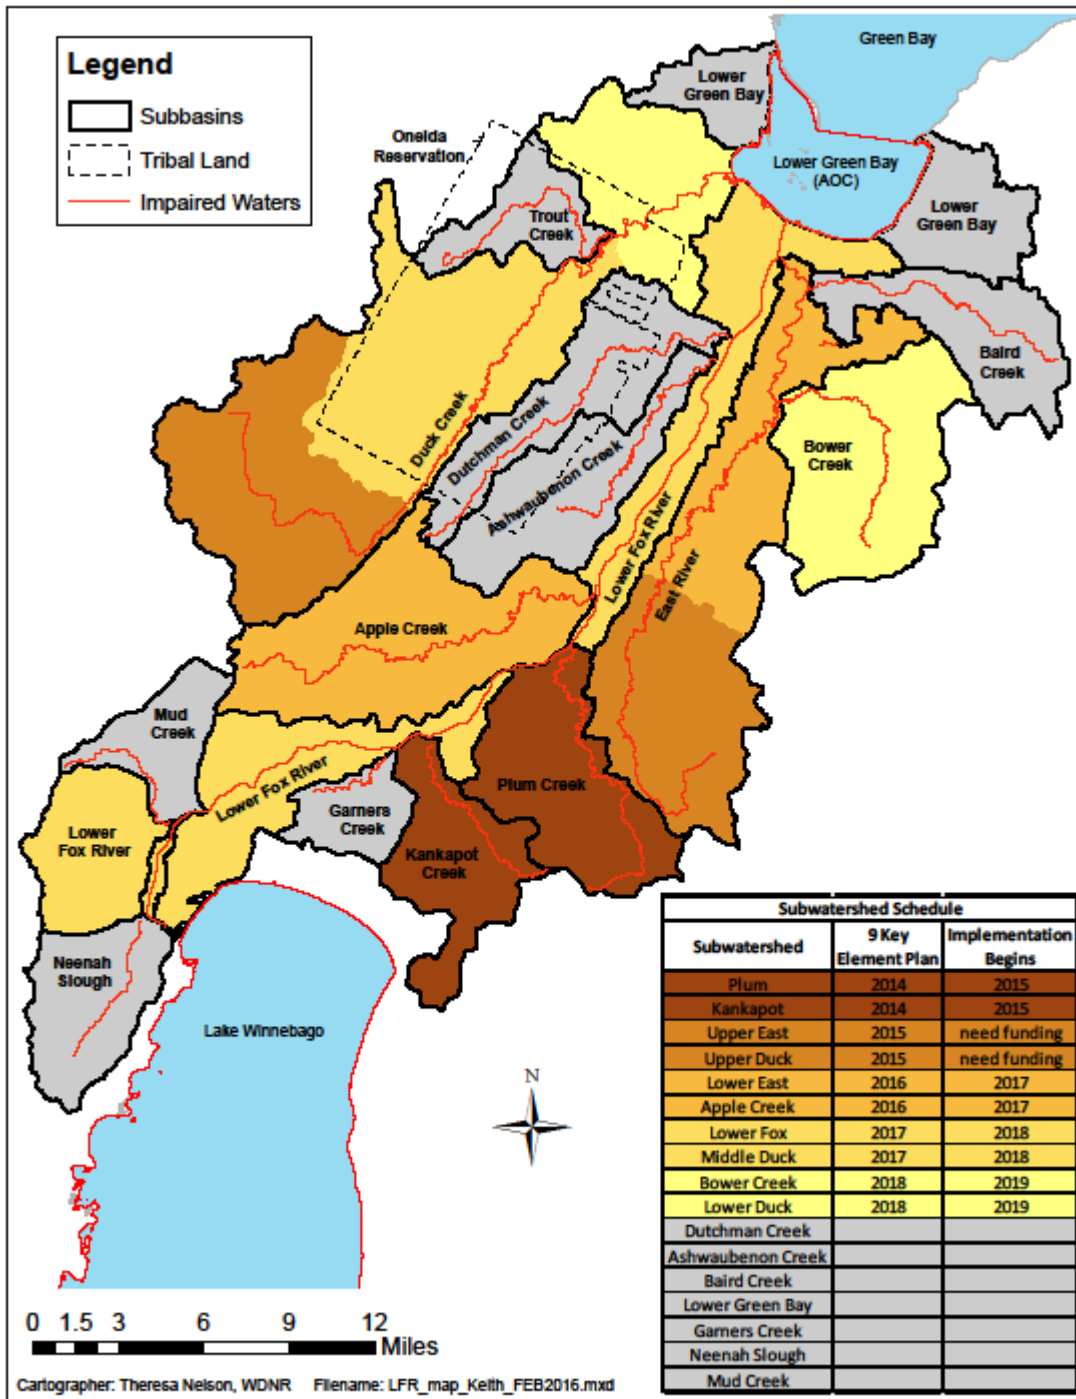 Green Bay
Legend
Subbasins
Tribal Land
Impaired Waters
Lower
Green Bay
Oneida
Reservation
Lower Green Bay
(AOC)
Lower
Green Bay
Trout
Creek
Baird
Creek
Duck Creek
Dutchman Creek
Ashwaubenon Creek
Bower
Creek
Lower Fox River
East River
Apple Creek
Mud
Creek
Lower Fox River
Plum Creek
Garners
Creek
Lower
Fox River
Kankapot
Creek
Neenah
Slough
Lake Winnebago
N
Subwatershed Schedule
Subwatershed 9 Key Element Plan Implementation Begins
Plum 2014 2015
Kankapot 2014 2015
Upper East 2015 need funding
Upper Duck 2015 need funding
Lower East 2016 2017
Apple Creek 2016 2017
Lower Fox 2017 2018
Middle Duck 2017 2018
Bower Creek 2018 2019
Lower Duck 2018 2019
Dutchman Creek
Ashwaubenon Creek
Baird Creek
Lower Green Bay
Garners Creek
Neenah Slough
Mud Creek
0 1.5 3 6 9 12
Miles
Cartographer: Theresa Nelson, WDNR Filename: LFR_map_Keith_FEB2016.mxd